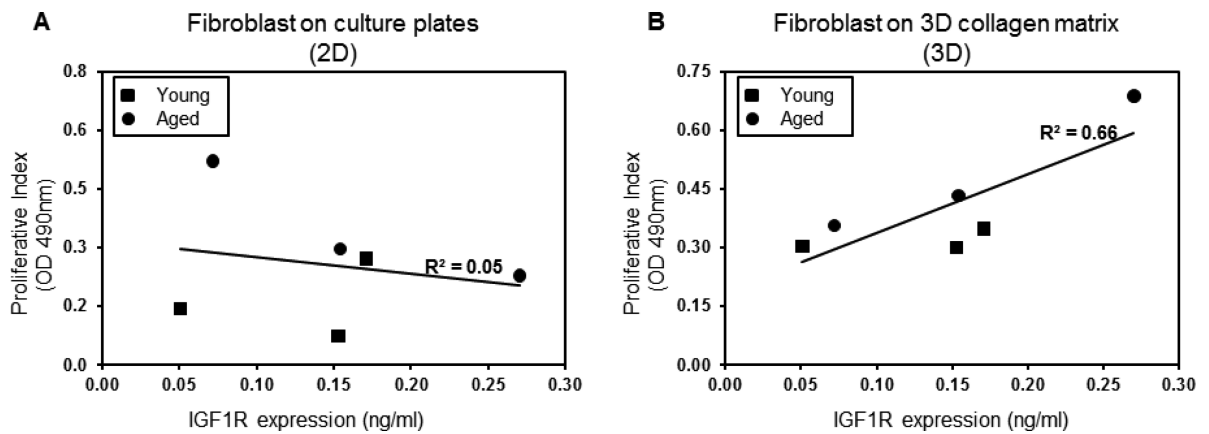 A
Fibroblast on culture plates
(2D)
Proliferative Index
(OD 490nm)
0.8
0.6
0.5
0.3
0.2
0.0
Young
Aged
R² = 0.05
0.00 0.05 0.10 0.15 0.20 0.25 0.30
IGF1R expression (ng/ml)
B
Fibroblast on 3D collagen matrix
(3D)
Proliferative Index
(OD 490nm)
0.75
0.60
0.45
0.30
0.15
0.00
Young
Aged
R² = 0.66
0.00 0.05 0.10 0.15 0.20 0.25 0.30
IGF1R expression (ng/ml)